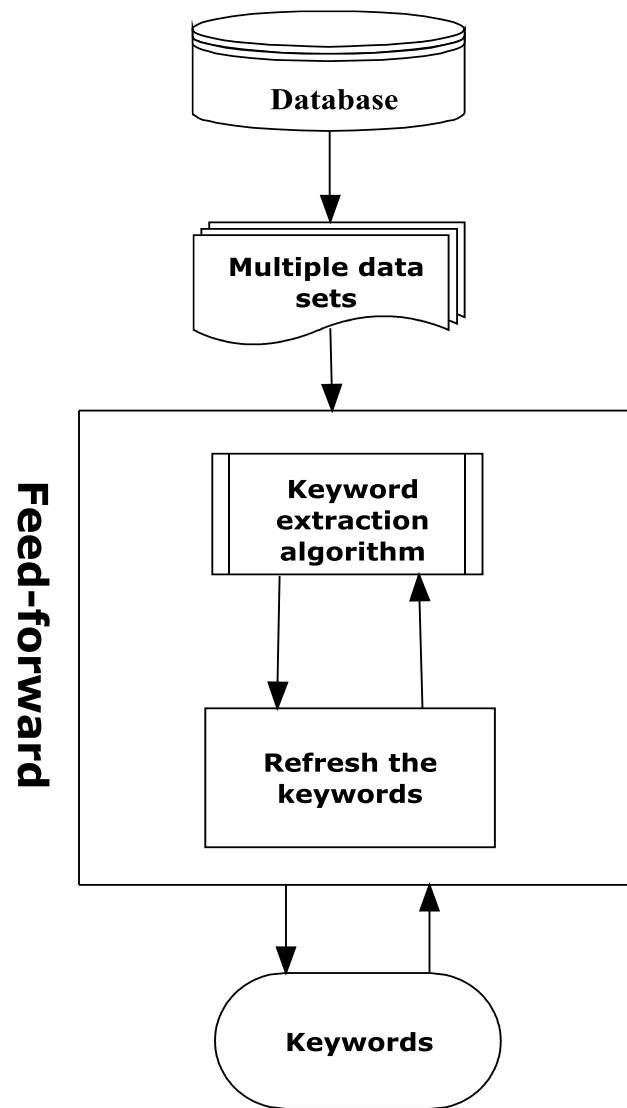 Database
Multiple data
sets
Feed-forward
Keyword
extraction
algorithm
Refresh the
keywords
Keywords